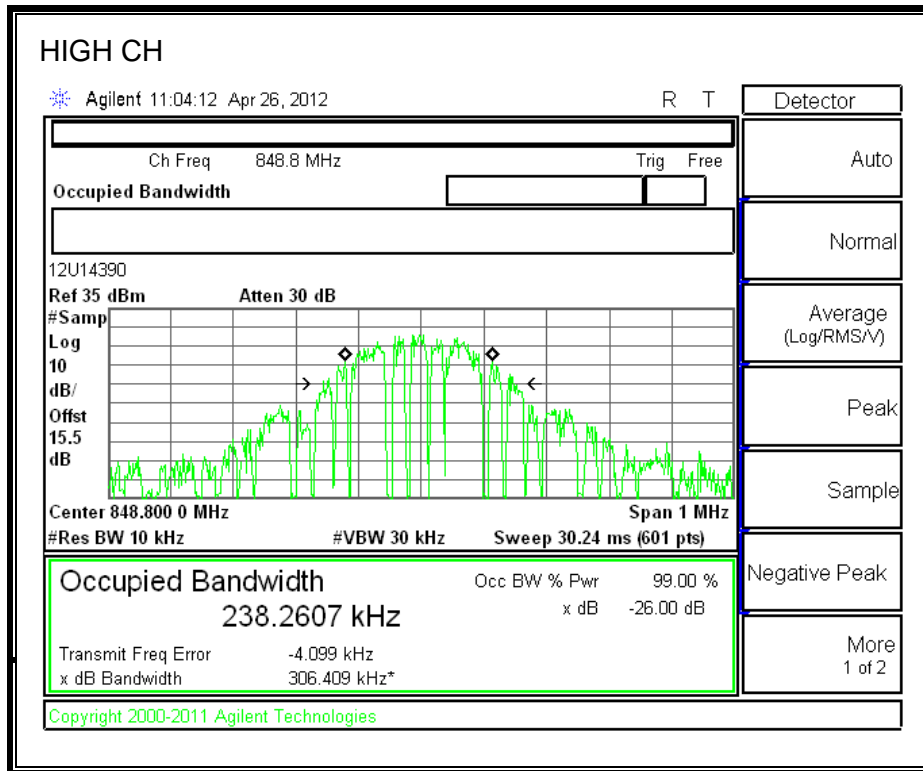 HIGH CH
Agilent 11:04:12 Apr 26, 2012 R T Detector
Ch Freq 848.8 MHz Trig Free
Occupied Bandwidth
Auto
Normal
12U14390
Ref 35 dBm Atten 30 dB
#Samp
Log
10
dB/
Offst
15.5
dB
Average
(Log/RMS/V)
Peak
Sample
Center 848.800 0 MHz Span 1 MHz
#Res BW 10 kHz #VBW 30 kHz Sweep 30.24 ms (601 pts)
Occupied Bandwidth Occ BW % Pwr 99.00 %
238.2607 kHz x dB -26.00 dB
Transmit Freq Error -4.099 kHz
x dB Bandwidth 306.409 kHz*
Negative Peak
More
1 of 2
Copyright 2000-2011 Agilent Technologies